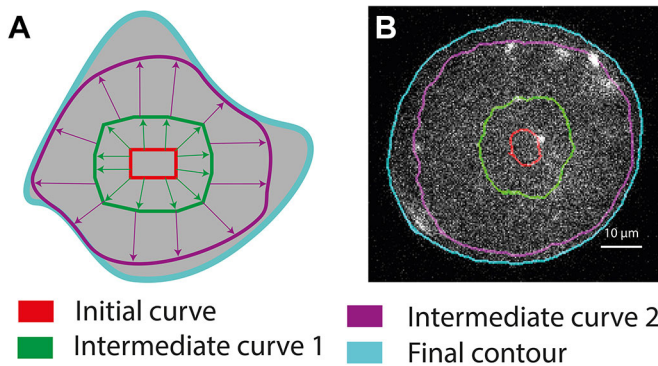 A
B
10 µm
Initial curve
Intermediate curve 1
Intermediate curve 2
Final contour